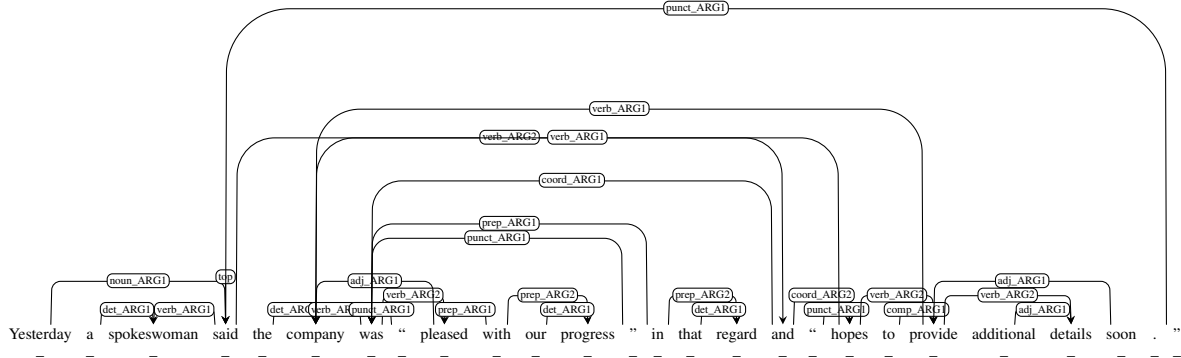 punct_ARG1
verb_ARG1
verb_ARG2 verb_ARG1
coord_ARG1
prep_ARG1
punct_ARG1
noun_ARG1 top adj_ARG1 adj_ARG1
verb_ARG2 prep_ARG2 prep_ARG2 coord_ARG2 verb_ARG2 verb_ARG2
det_ARG1 verb_ARG1 punct_ARG1 prep_ARG1 det_ARG1 det_ARG1 punct_ARG1 comp_ARG1 adj_ARG1
Yesterday a spokeswoman said the company was “ pleased with our progress ” in that regard and “ hopes to provide additional details soon . ”
_ _ _ _ _ _ _ _ _ _ _ _ _ _ _ _ _ _ _ _ _ _ _ _ _ _